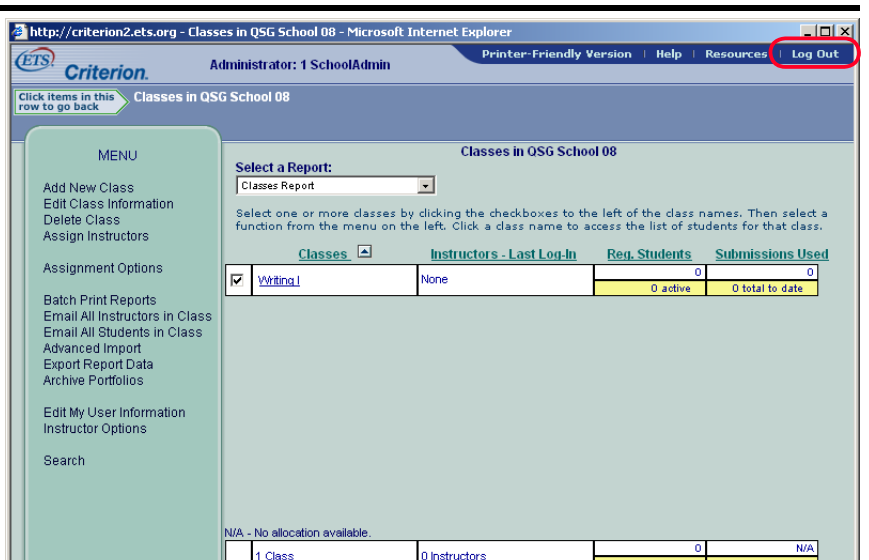 http://criterion2.ets.org - Classes in QSG School 08 - Microsoft Internet Explorer
ETS Criterion.
Administrator: 1 SchoolAdmin
Printer-Friendly Version | Help | Resources | Log Out
Click items in this row to go back
Classes in QSG School 08
MENU
Add New Class
Edit Class Information
Delete Class
Assign Instructors
Assignment Options
Batch Print Reports
Email All Instructors in Class
Email All Students in Class
Advanced Import
Export Report Data
Archive Portfolios
Edit My User Information
Instructor Options
Search
Classes in QSG School 08
Select a Report:
Classes Report
Select one or more classes by clicking the checkboxes to the left of the class names. Then select a
function from the menu on the left. Click a class name to access the list of students for that class.
Classes Instructors - Last Log-In Reg. Students Submissions Used
Writing I None 0 0
0 active 0 total to date
N/A - No allocation available.
1 Class 0 Instructors 0 N/A